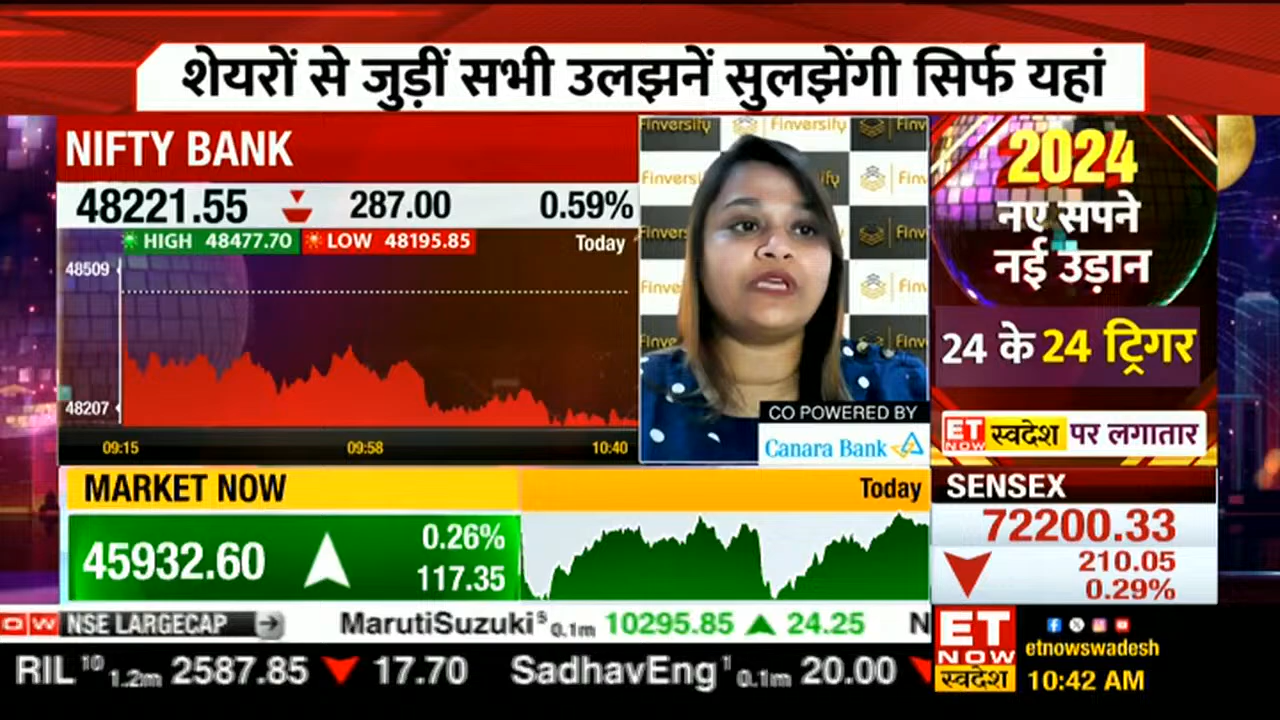 शेयरों से जुड़ीं सभी उलझनें सुलझेंगी सिर्फ यहां
NIFTY BANK
48221.55 287.00 0.59%
HIGH 48477.70 LOW 48195.85 Today
48509
48207
09:15 09:58 10:40
Finversify Finversify
CO POWERED BY
Canara Bank
2024
नए सपने
नई उड़ान
24 के 24 ट्रिगर
ET NOW स्वदेश पर लगातार
MARKET NOW Today
45932.60 0.26%
117.35
SENSEX
72200.33
210.05
0.29%
OW NSE LARGECAP MarutiSuzuki S 0.1m 10295.85 24.25 N
RIL 10 1.2m 2587.85 17.70 SadhavEng 1 0.1m 20.00
ET
NOW
स्वदेश
etnowswadesh
10:42 AM